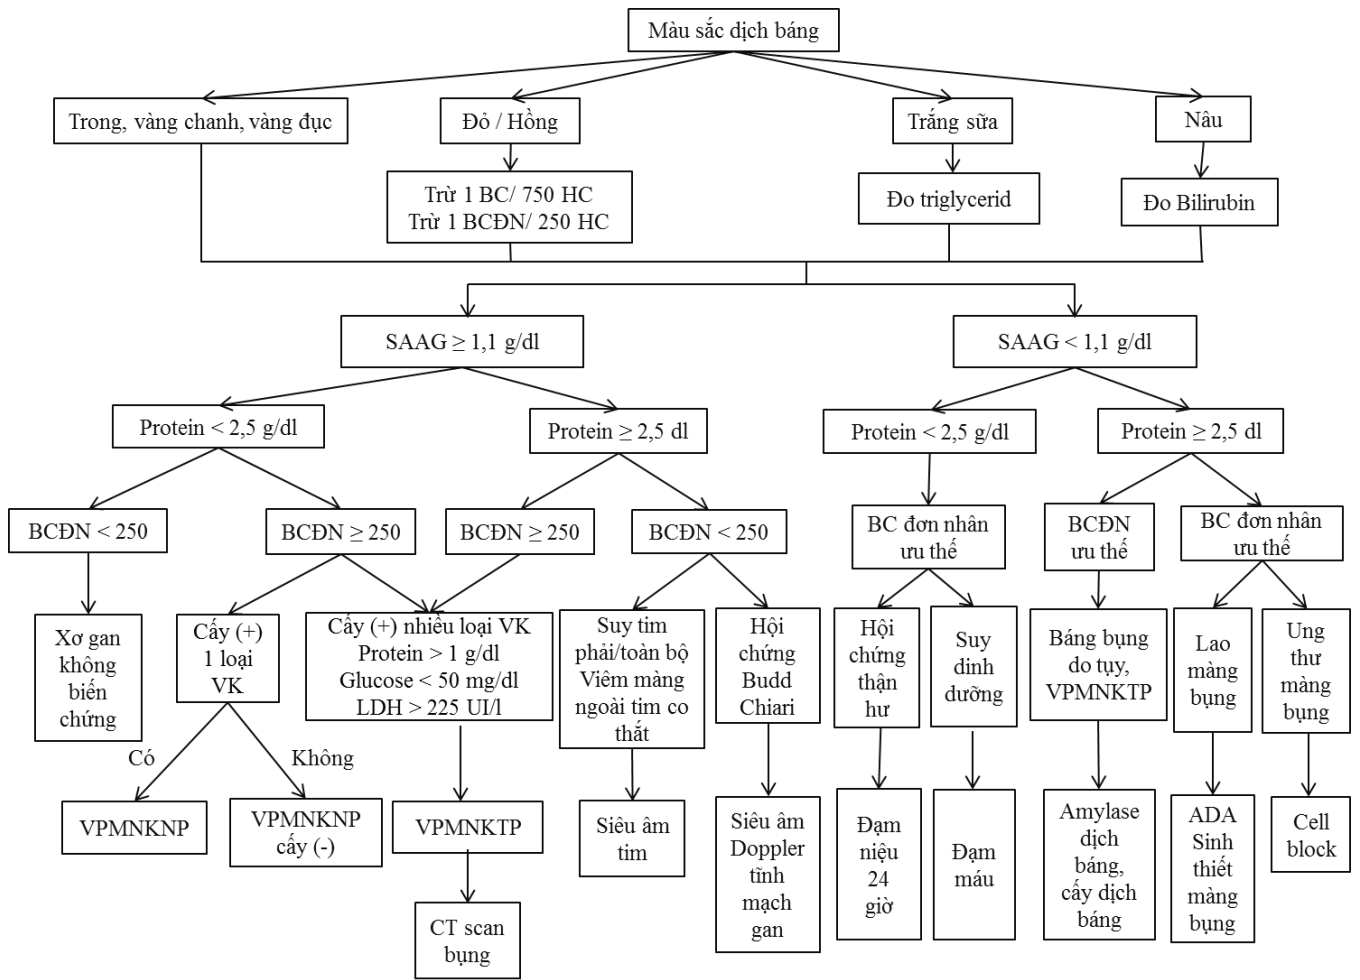 Màu sắc dịch báng
Trong, vàng chanh, vàng đục
Đỏ / Hồng
Trắng sữa
Nâu
Trừ 1 BC/ 750 HC
Trừ 1 BCĐN/ 250 HC
Đo triglycerid
Đo Bilirubin
SAAG ≥ 1,1 g/dl
SAAG < 1,1 g/dl
Protein < 2,5 g/dl
Protein ≥ 2,5 dl
Protein < 2,5 g/dl
Protein ≥ 2,5 dl
BCĐN < 250
BCĐN ≥ 250
BCĐN ≥ 250
BCĐN < 250
BC đơn nhân
ưu thế
BCĐN
ưu thế
BC đơn nhân
ưu thế
Xơ gan
không
biến
chứng
Cấy (+)
1 loại
VK
Cấy (+) nhiều loại VK
Protein > 1 g/dl
Glucose < 50 mg/dl
LDH > 225 UI/l
Suy tim
phải/toàn bộ
Viêm màng
ngoài tim co
thắt
Hội
chứng
Budd
Chiari
Hội
chứng
thận
hư
Suy
dinh
dưỡng
Báng bụng
do tụy,
VPMNKTP
Lao
màng
bụng
Ung
thư
màng
bụng
Có
Không
VPMNKNP
VPMNKNP
cấy (-)
VPMNKTP
Siêu âm
tim
Siêu âm
Doppler
tĩnh
mạch
gan
Đạm
niệu
24
giờ
Đạm
máu
Amylase
dịch
báng,
cấy dịch
báng
ADA
Sinh
thiết
màng
bụng
Cell
block
CT scan
bụng